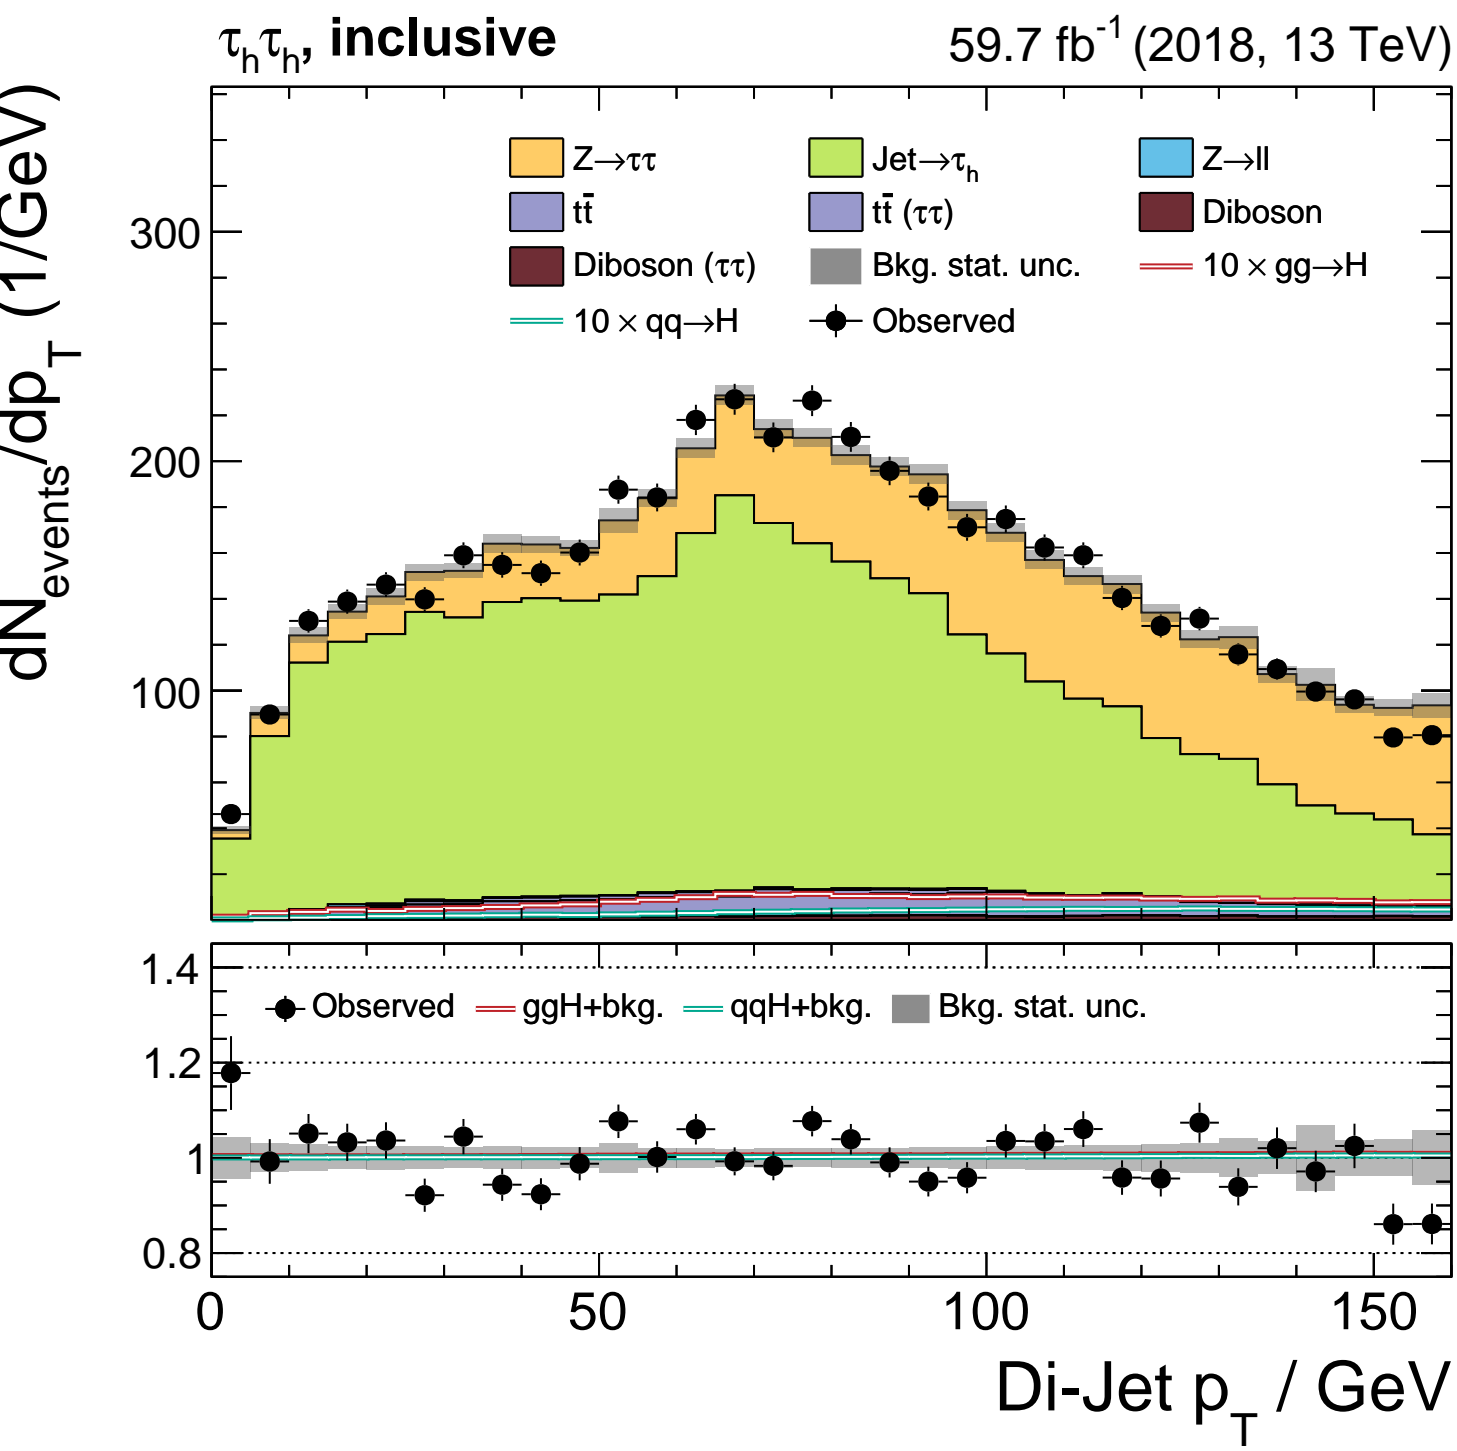 τhτh, inclusive
59.7 fb-1 (2018, 13 TeV)
dNevents/dpT (1/GeV)
Z→ττ
Jet→τh
Z→ll
tt̄
tt̄ (ττ)
Diboson
Diboson (ττ)
Bkg. stat. unc.
10 × gg→H
10 × qq→H
Observed
300
200
100
1.4
1.2
1
0.8
Observed
ggH+bkg.
qqH+bkg.
Bkg. stat. unc.
0 50 100 150
Di-Jet pT / GeV